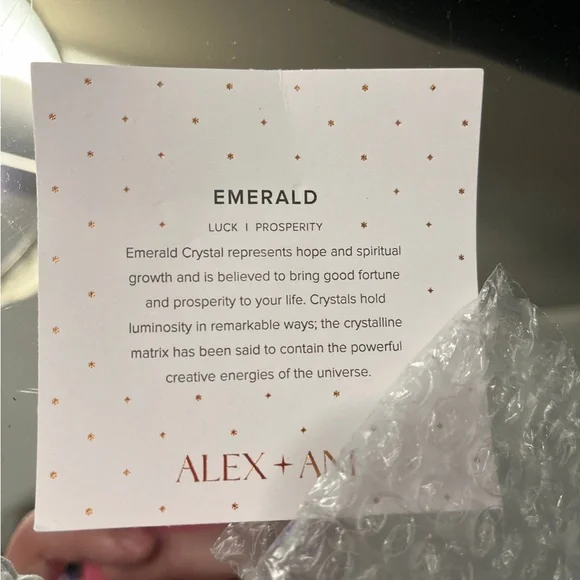 EMERALD
LUCK | PROSPERITY
Emerald Crystal represents hope and spiritual
growth and is believed to bring good fortune
and prosperity to your life. Crystals hold
luminosity in remarkable ways; the crystalline
matrix has been said to contain the powerful
creative energies of the universe.
ALEX + AN